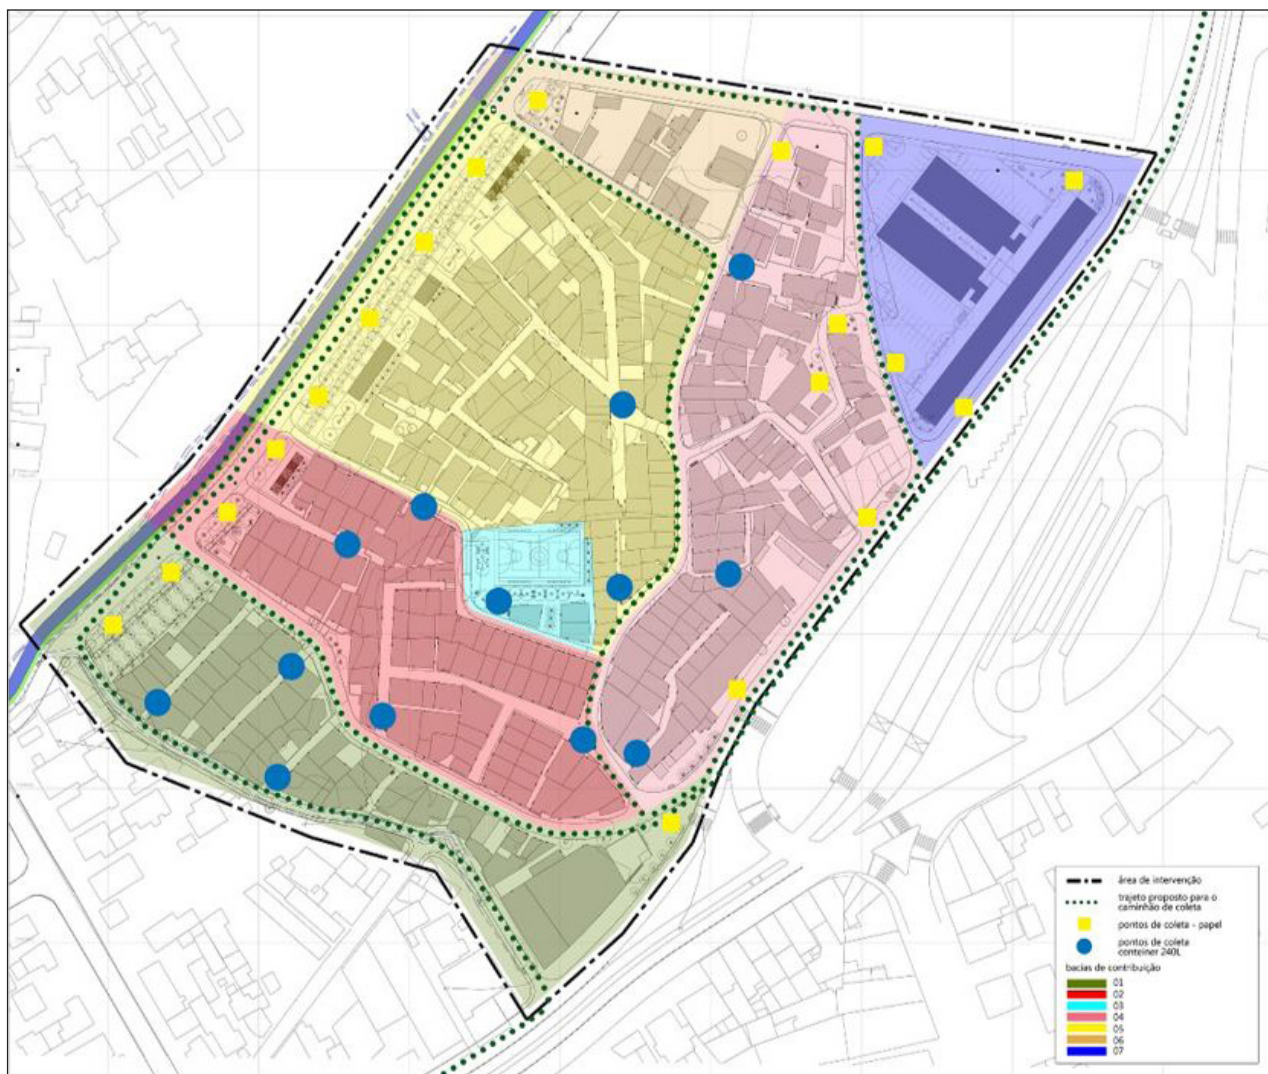 área de intervenção
trajeto proposto para o
caminhão de coleta
pontos de coleta - papel
pontos de coleta
conteiner 240L
bacias de contribuição
01
02
03
04
05
06
07